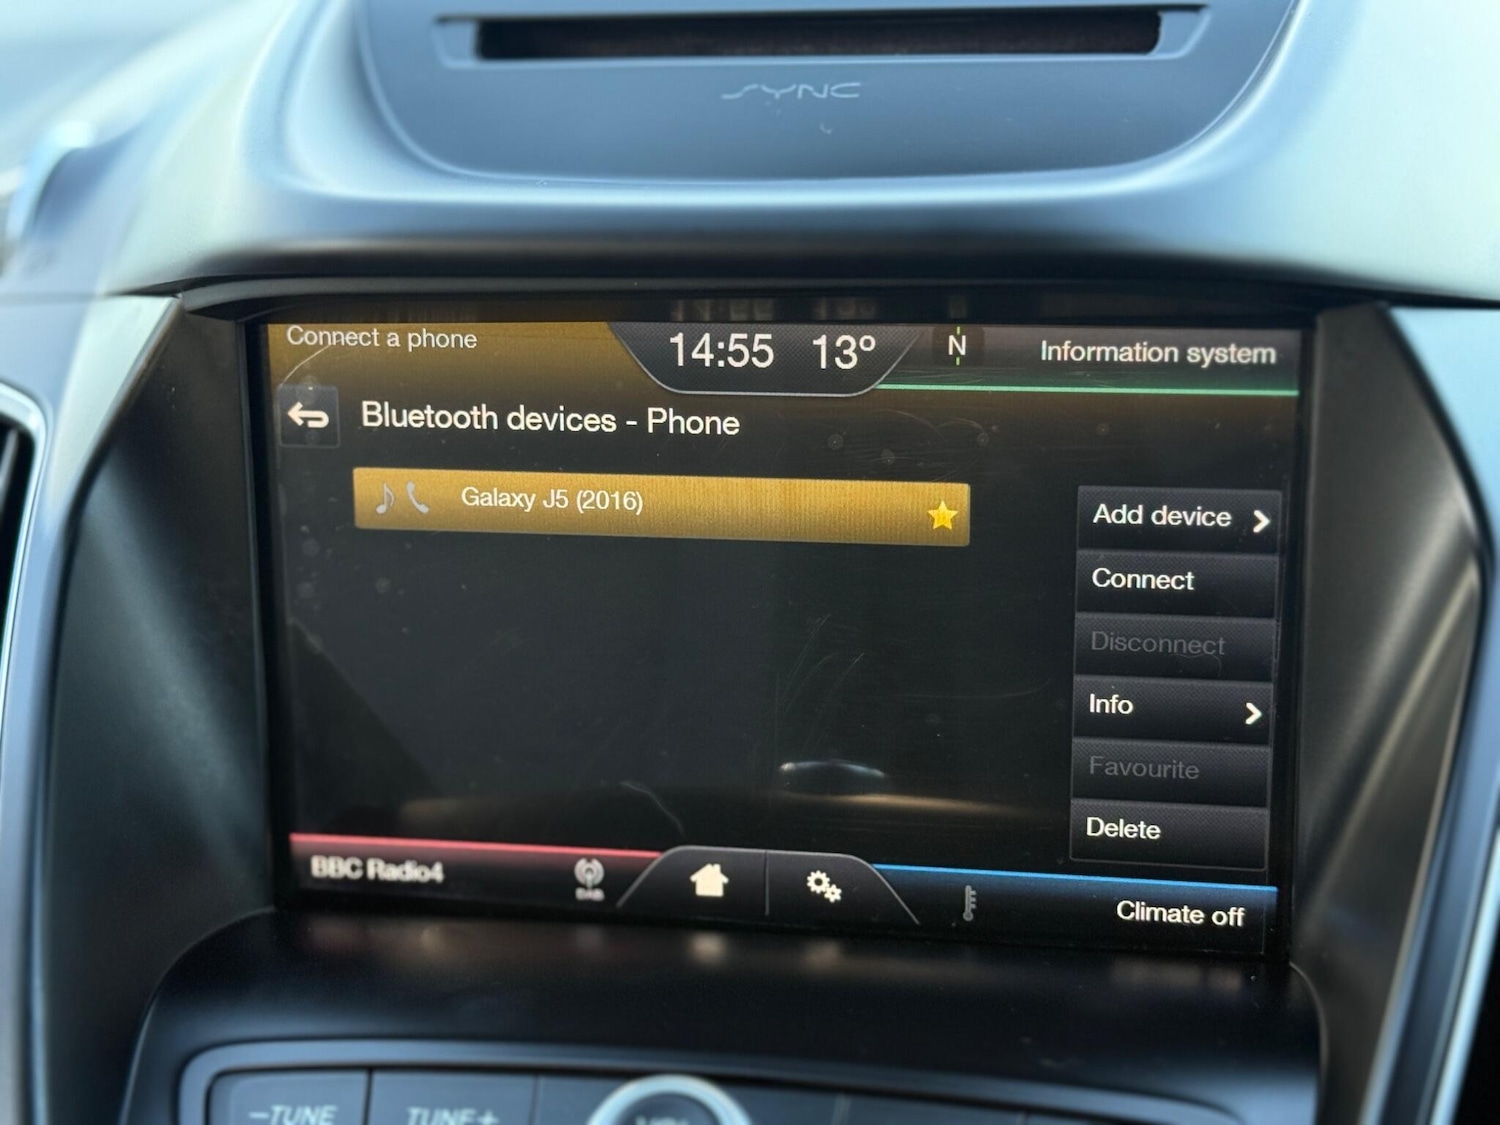 SYNC
Connect a phone
14:55 13°
N
Information system
Bluetooth devices - Phone
Galaxy J5 (2016)
Add device
Connect
Disconnect
Info
Favourite
Delete
BBC Radio4
DAB
Climate off
-TUNE
TUNE+